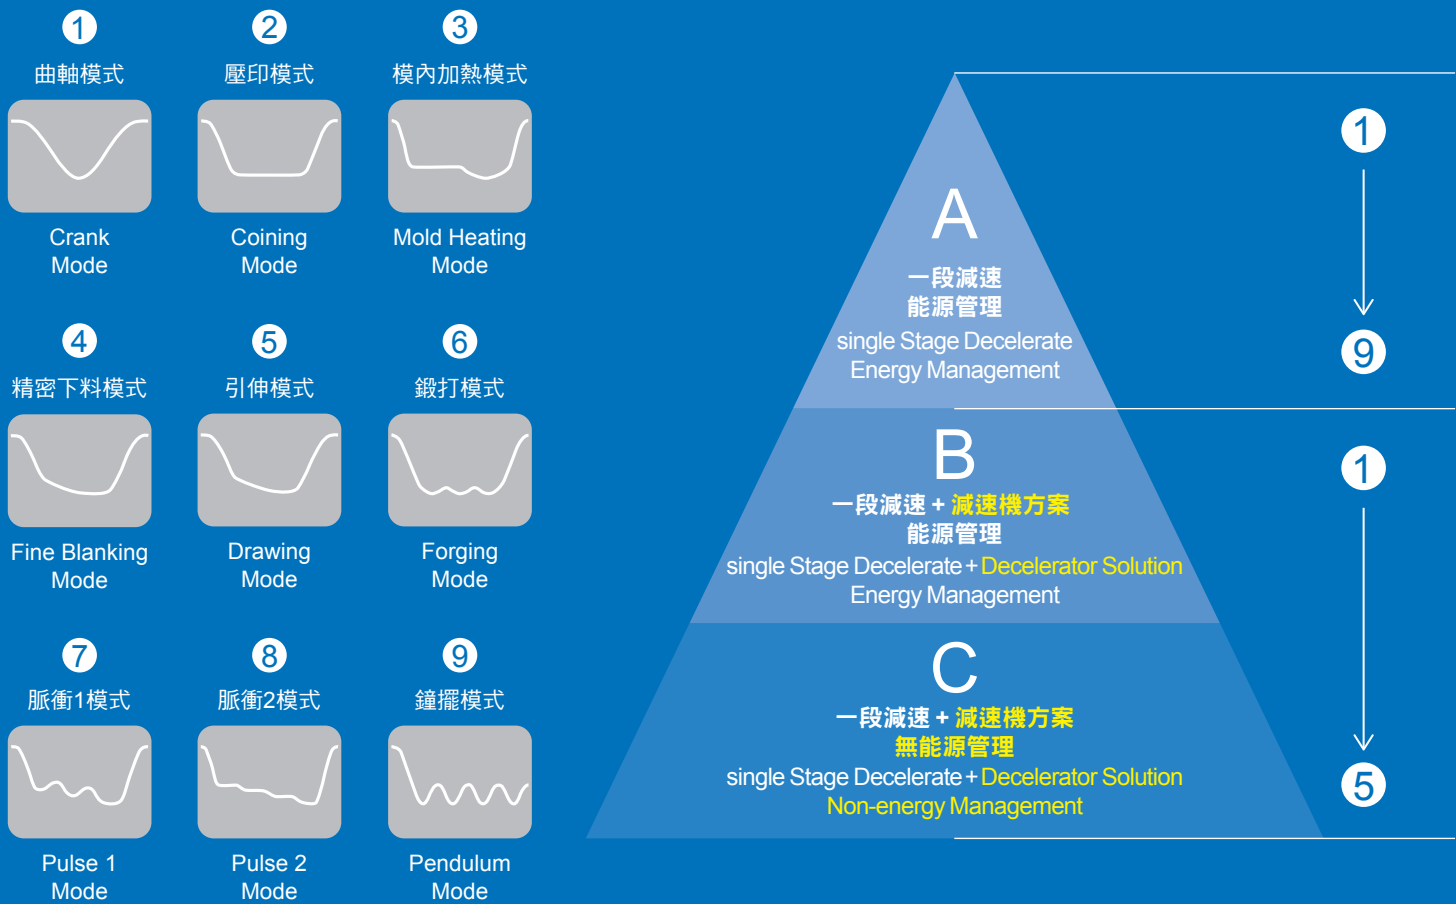 1
曲軸模式
Crank
Mode
2
壓印模式
Coining
Mode
3
模內加熱模式
Mold Heating
Mode
4
精密下料模式
Fine Blanking
Mode
5
引伸模式
Drawing
Mode
6
鍛打模式
Forging
Mode
7
脈衝1模式
Pulse 1
Mode
8
脈衝2模式
Pulse 2
Mode
9
鐘擺模式
Pendulum
Mode
A
一段減速
能源管理
single Stage Decelerate
Energy Management
1
9
B
一段減速 + 減速機方案
能源管理
single Stage Decelerate + Decelerator Solution
Energy Management
C
一段減速 + 減速機方案
無能源管理
single Stage Decelerate + Decelerator Solution
Non-energy Management
1
5